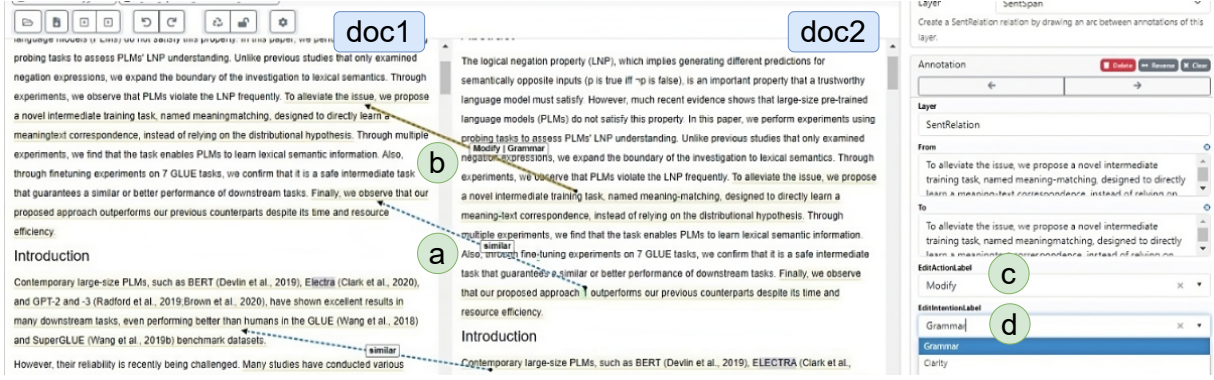 doc1
language models (PLMs) do not satisfy this property. In this paper, we
probing tasks to assess PLMs' LNP understanding. Unlike previous studies that only examined
negation expressions, we expand the boundary of the investigation to lexical semantics. Through
experiments, we observe that PLMs violate the LNP frequently. To alleviate the issue, we propose
a novel intermediate training task, named meaningmatching, designed to directly learn a
meaningtext correspondence, instead of relying on the distributional hypothesis. Through multiple
experiments, we find that the task enables PLMs to learn lexical semantic information. Also,
through finetuning experiments on 7 GLUE tasks, we confirm that it is a safe intermediate task
that guarantees a similar or better performance of downstream tasks. Finally, we observe that our
proposed approach outperforms our previous counterparts despite its time and resource
efficiency.
Introduction
Contemporary large-size PLMs, such as BERT (Devlin et al., 2019), Electra (Clark et al., 2020),
and GPT-2 and -3 (Radford et al., 2019;Brown et al., 2020), have shown excellent results in
many downstream tasks, even performing better than humans in the GLUE (Wang et al., 2018)
and SuperGLUE (Wang et al., 2019b) benchmark datasets.
However, their reliability is recently being challenged. Many studies have conducted various
b
a
Modify | Grammar
similar
similar
doc2
The logical negation property (LNP), which implies generating different predictions for
semantically opposite inputs (p is true iff ¬p is false), is an important property that a trustworthy
language model must satisfy. However, much recent evidence shows that large-size pre-trained
language models (PLMs) do not satisfy this property. In this paper, we perform experiments using
probing tasks to assess PLMs' LNP understanding. Unlike previous studies that only examined
negation expressions, we expand the boundary of the investigation to lexical semantics. Through
experiments, we observe that PLMs violate the LNP frequently. To alleviate the issue, we propose
a novel intermediate training task, named meaning-matching, designed to directly learn a
meaning-text correspondence, instead of relying on the distributional hypothesis. Through
multiple experiments, we find that the task enables PLMs to learn lexical semantic information.
Also, through fine-tuning experiments on 7 GLUE tasks, we confirm that it is a safe intermediate
task that guarantees a similar or better performance of downstream tasks. Finally, we observe
that our proposed approach outperforms our previous counterparts despite its time and
resource efficiency.
Introduction
Contemporary large-size PLMs, such as BERT (Devlin et al., 2019), ELECTRA (Clark et al.,
Layer SentSpan
Create a SentRelation relation by drawing an arc between annotations of this
layer.
Annotation Delete Reverse Clear
Layer
SentRelation
From
To alleviate the issue, we propose a novel intermediate
training task, named meaning-matching, designed to directly
learn a meaning-text correspondence, instead of relying on
To
To alleviate the issue, we propose a novel intermediate
training task, named meaningmatching, designed to directly
learn a meaningtext correspondence, instead of relying on
EditActionLabel
c
Modify
EditIntentionLabel
d
Grammar
Grammar
Clarity